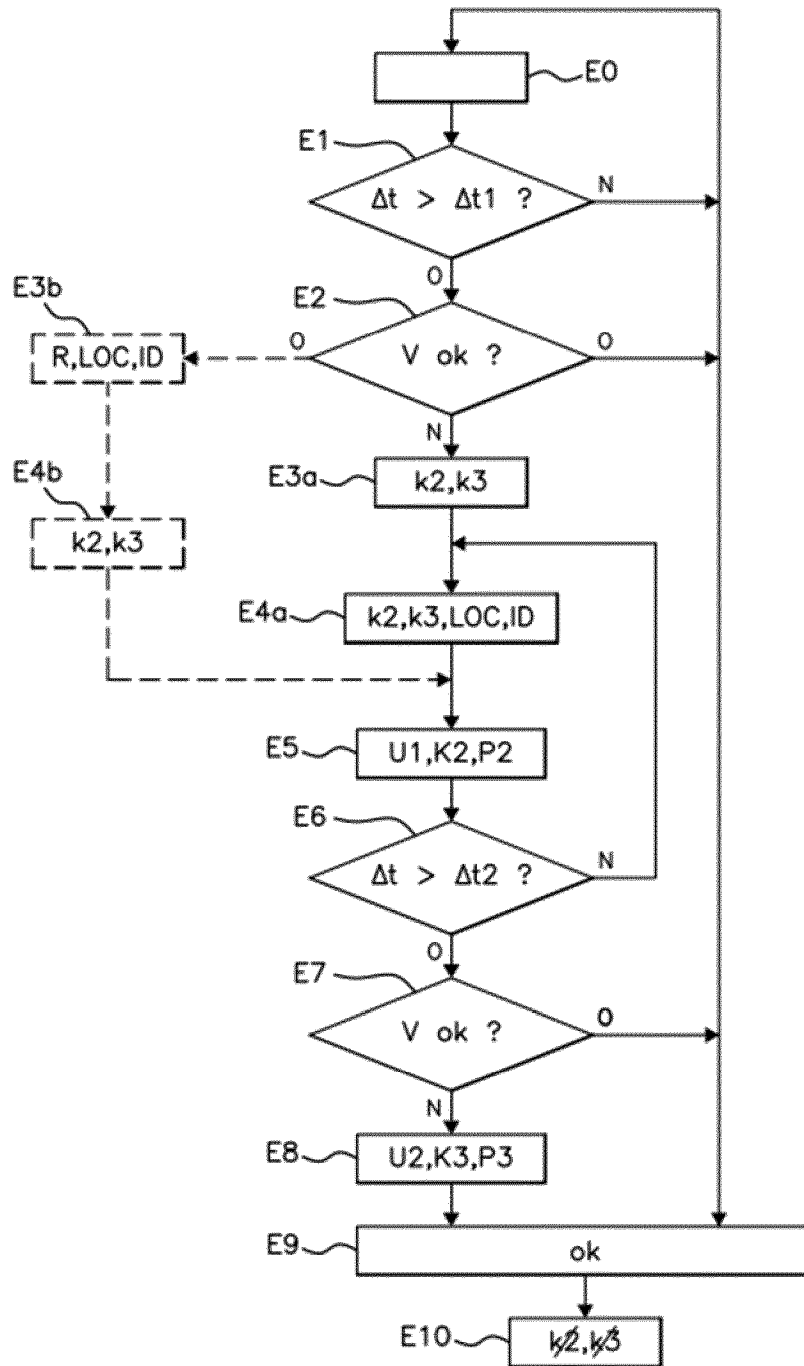 E0
E1
Δt > Δt1 ?
N
O
E3b
E2
R,LOC,ID
O
V ok ?
O
N
E4b
E3a
k2,k3
k2,k3
E4a
k2,k3,LOC,ID
E5
U1,K2,P2
E6
Δt > Δt2 ?
N
O
E7
V ok ?
O
N
E8
U2,K3,P3
E9
ok
E10
k2,k3